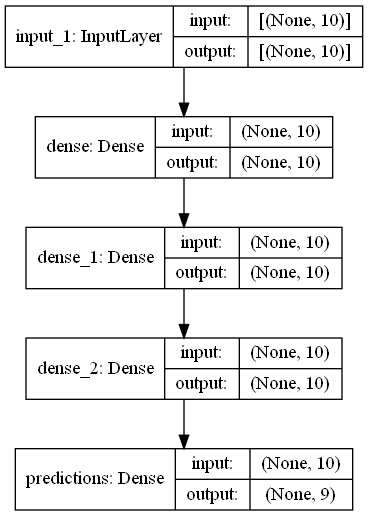 input_1: InputLayer
input: [(None, 10)]
output: [(None, 10)]
dense: Dense
input: (None, 10)
output: (None, 10)
dense_1: Dense
input: (None, 10)
output: (None, 10)
dense_2: Dense
input: (None, 10)
output: (None, 10)
predictions: Dense
input: (None, 10)
output: (None, 9)